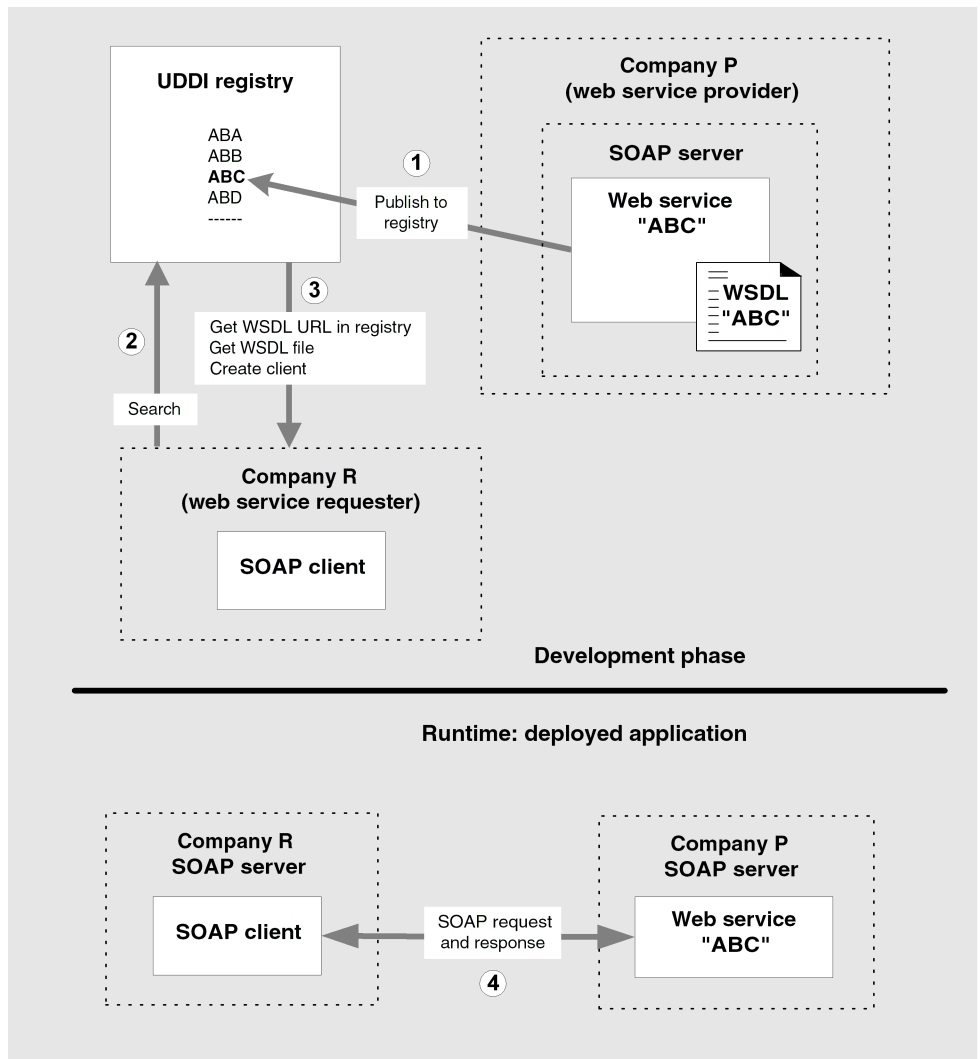 UDDI registry
ABA
ABB
ABC
ABD
------
1
Publish to
registry
Company P
(web service provider)
SOAP server
Web service
"ABC"
WSDL
"ABC"
2
Search
3
Get WSDL URL in registry
Get WSDL file
Create client
Company R
(web service requester)
SOAP client
Development phase
Runtime: deployed application
Company R
SOAP server
SOAP client
SOAP request
and response
4
Company P
SOAP server
Web service
"ABC"